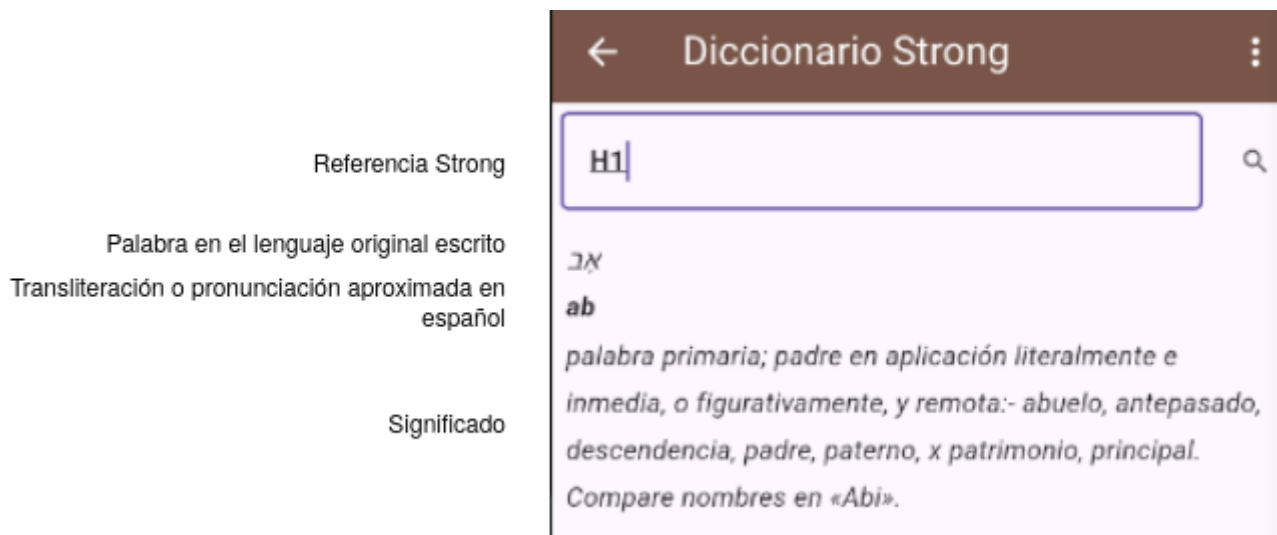 Diccionario Strong
Referencia Strong
H1
Palabra en el lenguaje original escrito
אָב
Transliteración o pronunciación aproximada en
español
ab
Significado
palabra primaria; padre en aplicación literalmente e
inmedia, o figurativamente, y remota:- abuelo, antepasado,
descendencia, padre, paterno, x patrimonio, principal.
Compare nombres en «Abi».